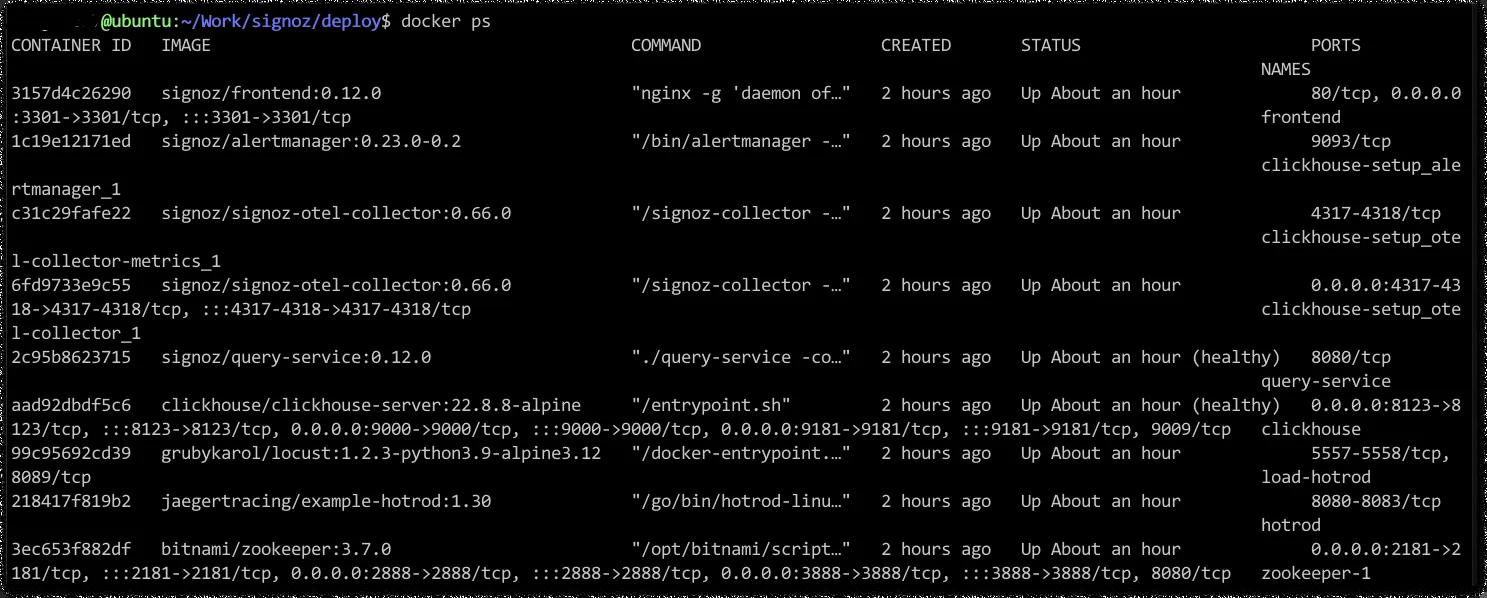 @ubuntu:~/Work/signoz/deploy$ docker ps
CONTAINER ID   IMAGE                                          COMMAND                  CREATED       STATUS                       PORTS
NAMES
3157d4c26290   signoz/frontend:0.12.0                         "nginx -g 'daemon of…"   2 hours ago   Up About an hour             80/tcp, 0.0.0.0
:3301->3301/tcp, :::3301->3301/tcp   frontend
1c19e12171ed   signoz/alertmanager:0.23.0-0.2                 "/bin/alertmanager -…"   2 hours ago   Up About an hour             9093/tcp
clickhouse-setup_ale
rtmanager_1
c31c29fafe22   signoz/signoz-otel-collector:0.66.0            "/signoz-collector -…"   2 hours ago   Up About an hour             4317-4318/tcp
clickhouse-setup_ote
l-collector-metrics_1
6fd9733e9c55   signoz/signoz-otel-collector:0.66.0            "/signoz-collector -…"   2 hours ago   Up About an hour             0.0.0.0:4317-43
18->4317-4318/tcp, :::4317-4318->4317-4318/tcp   clickhouse-setup_ote
l-collector_1
2c95b8623715   signoz/query-service:0.12.0                    "./query-service -co…"   2 hours ago   Up About an hour (healthy)   8080/tcp
query-service
aad92dbdf5c6   clickhouse/clickhouse-server:22.8.8-alpine     "/entrypoint.sh"         2 hours ago   Up About an hour (healthy)   0.0.0.0:8123->8
123/tcp, :::8123->8123/tcp, 0.0.0.0:9000->9000/tcp, :::9000->9000/tcp, 0.0.0.0:9181->9181/tcp, :::9181->9181/tcp, 9009/tcp   clickhouse
99c95692cd39   grubykarol/locust:1.2.3-python3.9-alpine3.12   "/docker-entrypoint.…"   2 hours ago   Up About an hour             5557-5558/tcp,
8089/tcp   load-hotrod
218417f819b2   jaegertracing/example-hotrod:1.30              "/go/bin/hotrod-linu…"   2 hours ago   Up About an hour             8080-8083/tcp
hotrod
3ec653f882df   bitnami/zookeeper:3.7.0                        "/opt/bitnami/script…"   2 hours ago   Up About an hour             0.0.0.0:2181->2
181/tcp, :::2181->2181/tcp, 0.0.0.0:2888->2888/tcp, :::2888->2888/tcp, 0.0.0.0:3888->3888/tcp, :::3888->3888/tcp, 8080/tcp   zookeeper-1